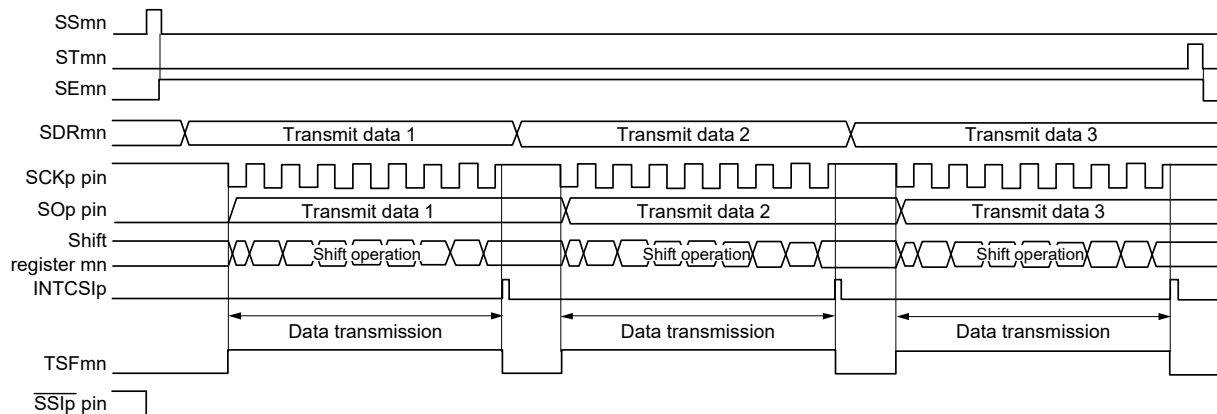 SSmn
STmn
SEmn
SDRmn Transmit data 1 Transmit data 2 Transmit data 3
SCKp pin
SOp pin Transmit data 1 Transmit data 2 Transmit data 3
Shift
register mn Shift operation Shift operation Shift operation
INTCSIp
Data transmission Data transmission Data transmission
TSFmn
SSIp pin